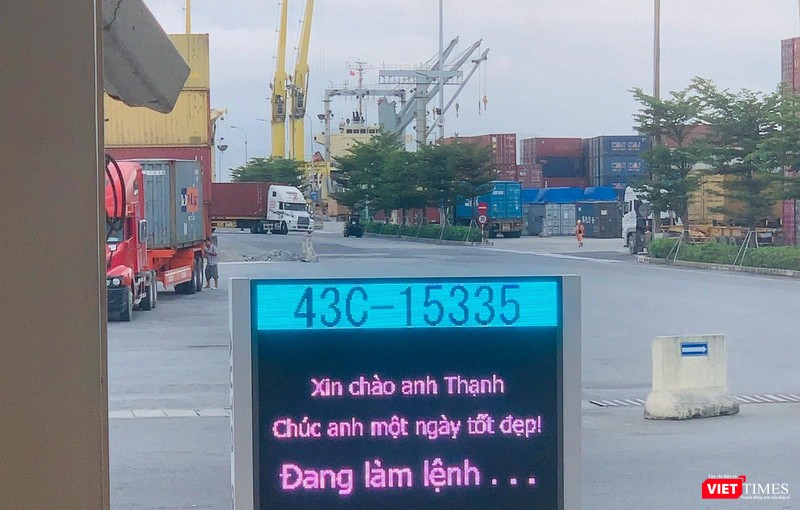 43C-15335
Xin chào anh Thạnh
Chúc anh một ngày tốt đẹp!
Đang làm lệnh . . .
VIETTIMES